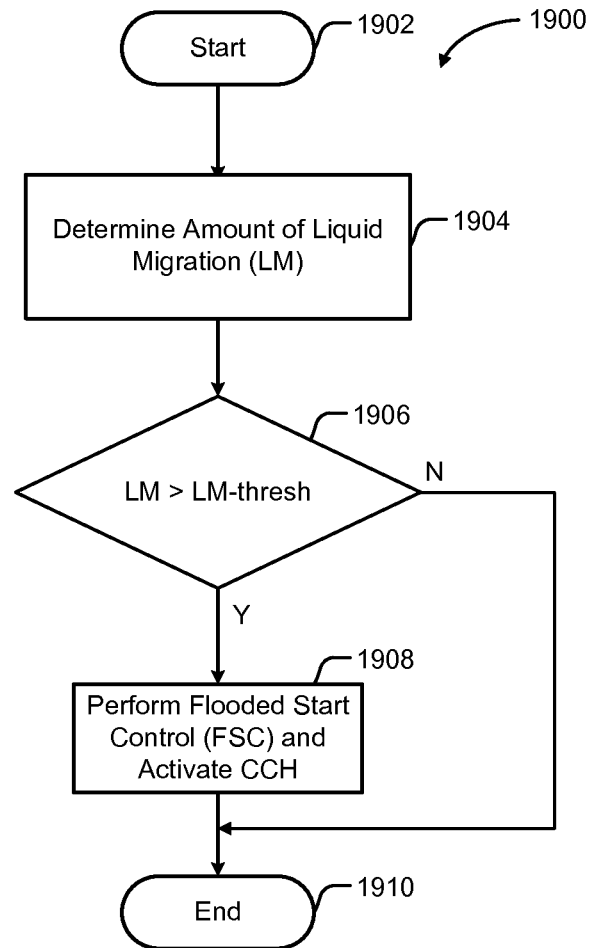 1902
1900
Start
Determine Amount of Liquid
Migration (LM)
1904
1906
LM > LM-thresh
N
Y
1908
Perform Flooded Start
Control (FSC) and
Activate CCH
End
1910